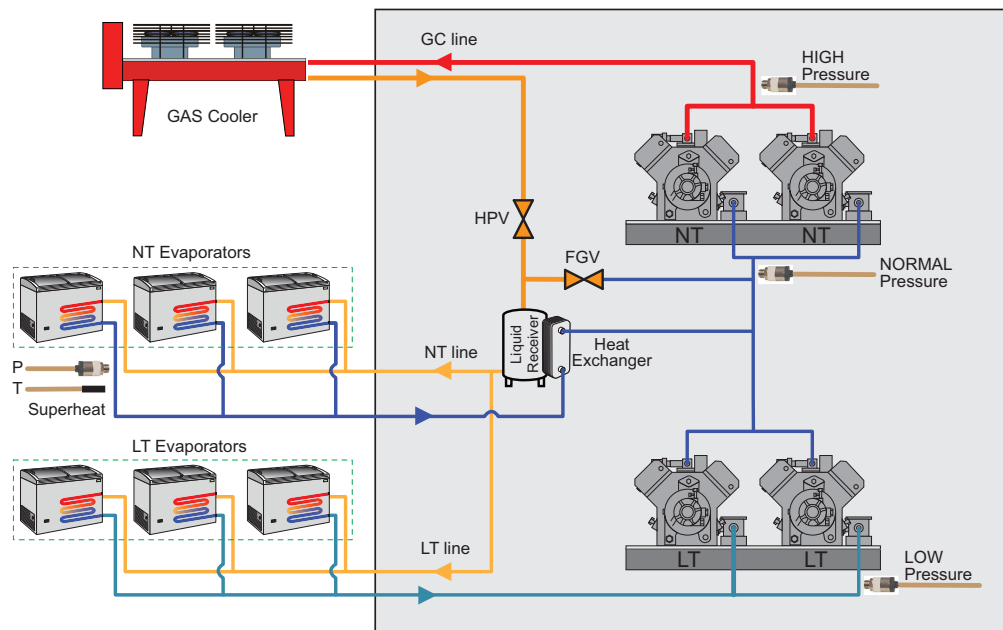 GC line
HIGH
Pressure
GAS Cooler
NT
NT
HPV
FGV
NORMAL
Pressure
NT Evaporators
Liquid
Receiver
Heat
Exchanger
NT line
P
T
Superheat
LT Evaporators
LT line
LT
LT
LOW
Pressure